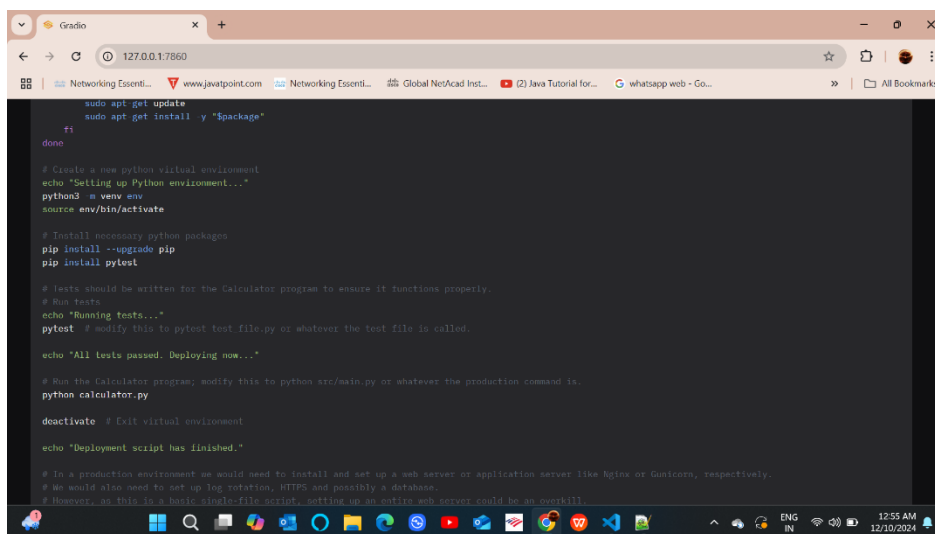 Gradio
127.0.0.1:7860
Networking Essenti...
www.javatpoint.com
Networking Essenti...
Global NetAcad Inst...
(2) Java Tutorial for...
whatsapp web - Go...
All Bookmarks
sudo apt-get update
sudo apt-get install -y "$package"
fi
done
# Create a new python virtual environment
echo "Setting up Python environment..."
python3 -m venv env
source env/bin/activate
# Install necessary python packages
pip install --upgrade pip
pip install pytest
# Tests should be written for the Calculator program to ensure it functions properly.
# Run tests
echo "Running tests..."
pytest # modify this to pytest test_file.py or whatever the test file is called.
echo "All tests passed. Deploying now..."
# Run the Calculator program; modify this to python src/main.py or whatever the production command is.
python calculator.py
deactivate # Exit virtual environment
echo "Deployment script has finished."
# In a production environment we would need to install and set up a web server or application server like Nginx or Gunicorn, respectively.
# We would also need to set up log rotation, HTTPS and possibly a database.
# However, as this is a basic single-file script, setting up an entire web server could be an overkill.
ENG
IN
12:55 AM
12/10/2024